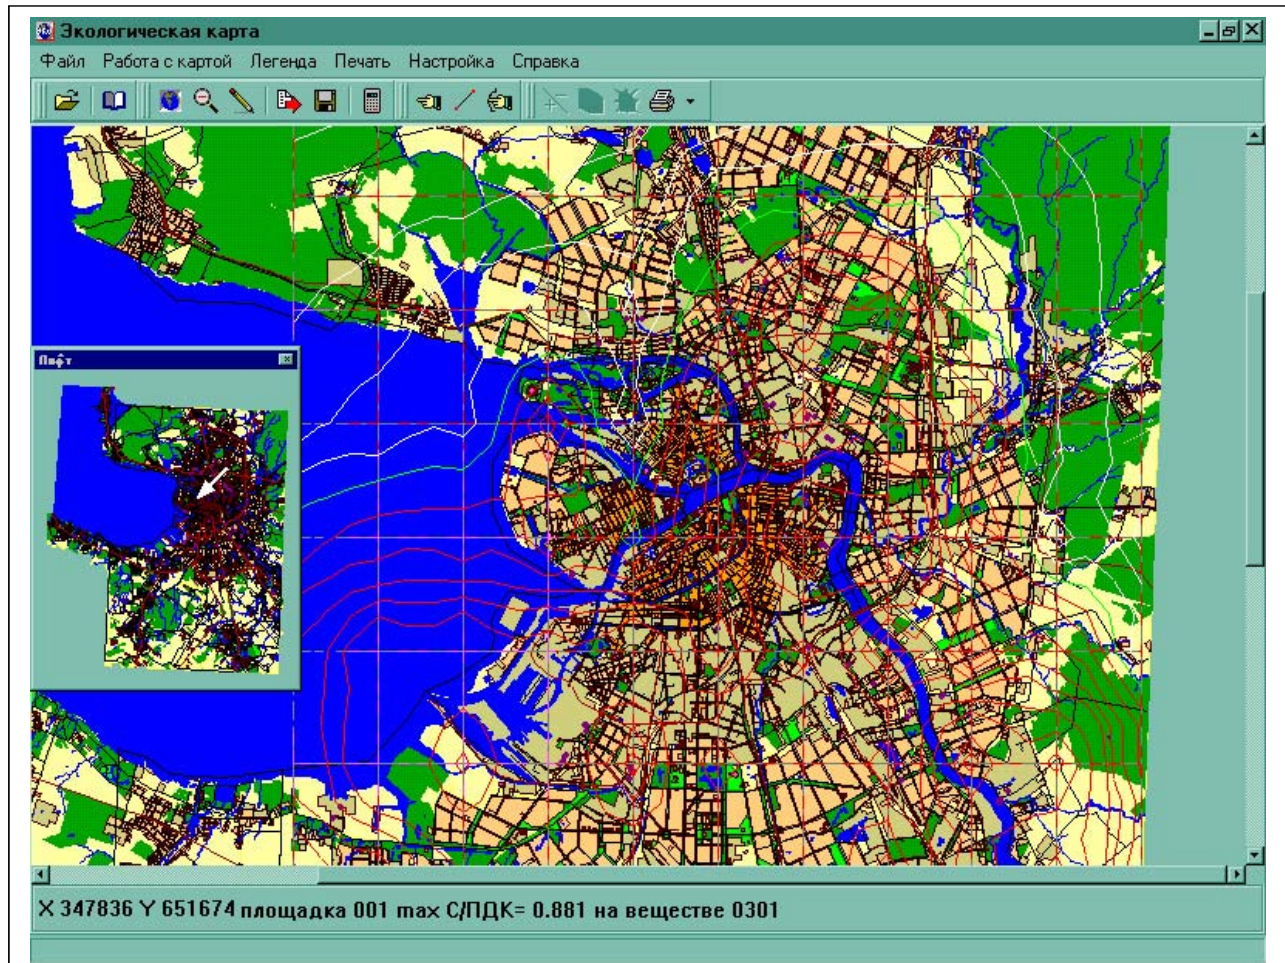 Экологическая карта
Файл Работа с картой Легенда Печать Настройка Справка
X 347836 Y 651674 площадка 001 max С/ПДК= 0.881 на веществе 0301